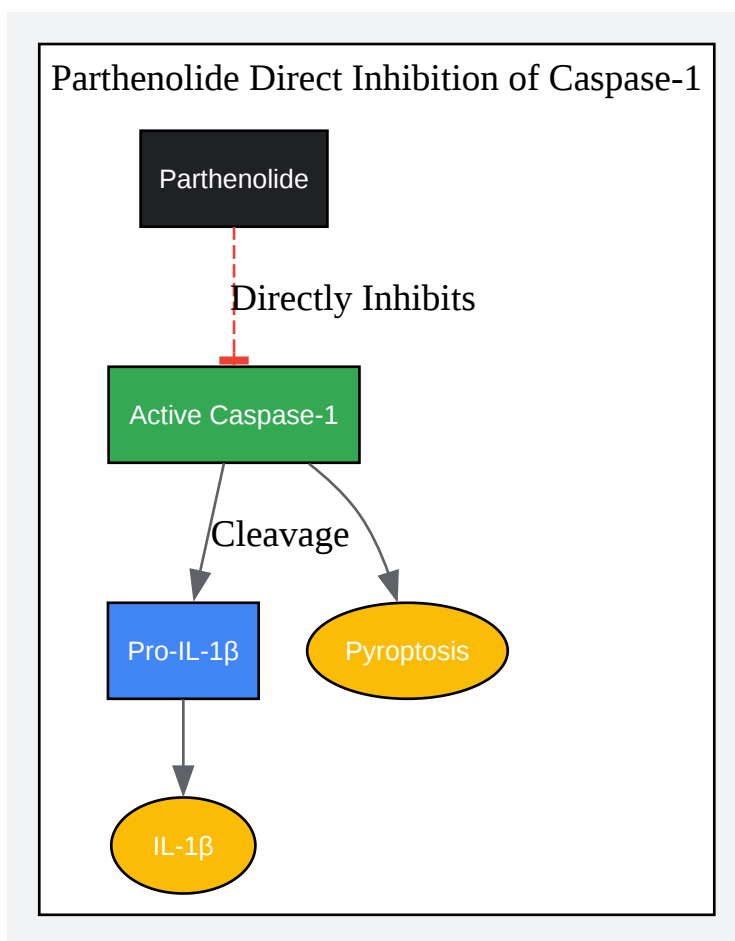 Parthenolide Direct Inhibition of Caspase-1
Parthenolide
Directly Inhibits
Active Caspase-1
Cleavage
Pro-IL-1β
Pyroptosis
IL-1β